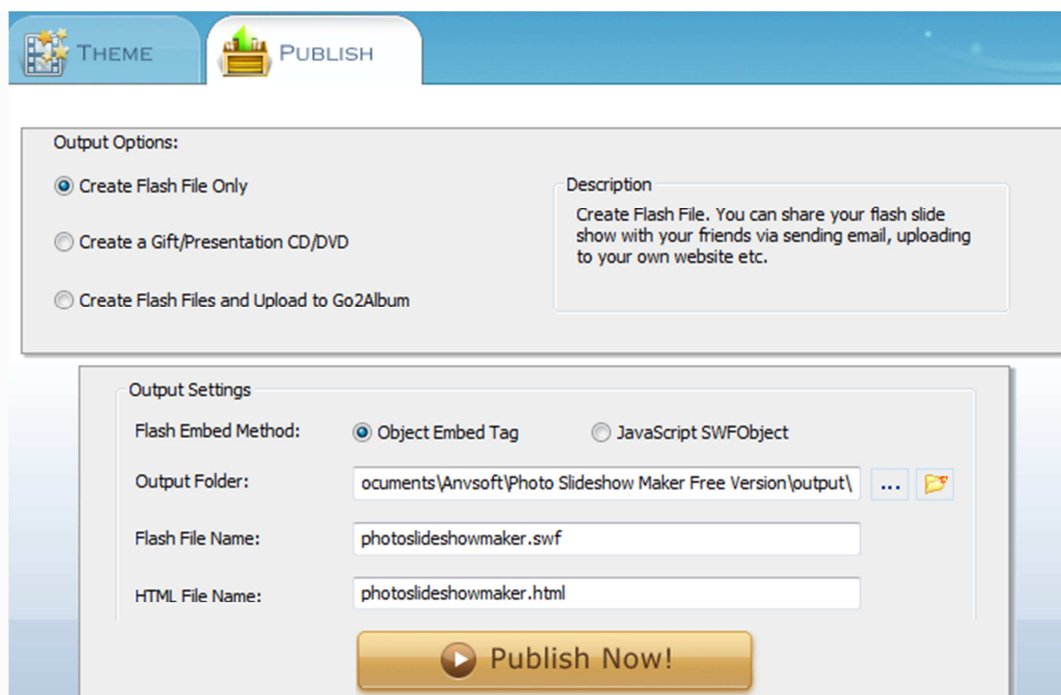 THEME
PUBLISH
Output Options:
Create Flash File Only
Create a Gift/Presentation CD/DVD
Create Flash Files and Upload to Go2Album
Description
Create Flash File. You can share your flash slide
show with your friends via sending email, uploading
to your own website etc.
Output Settings
Flash Embed Method:
Object Embed Tag
JavaScript SWFObject
Output Folder:
ocuments\Anvsoft\Photo Slideshow Maker Free Version\output\
...
Flash File Name:
photoslideshowmaker.swf
HTML File Name:
photoslideshowmaker.html
Publish Now!